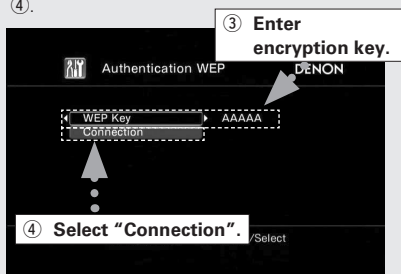 ④.
③ Enter
encryption key.
Authentication WEP DENON
WEP Key AAAAA
Connection
④ Select “Connection”.
/Select